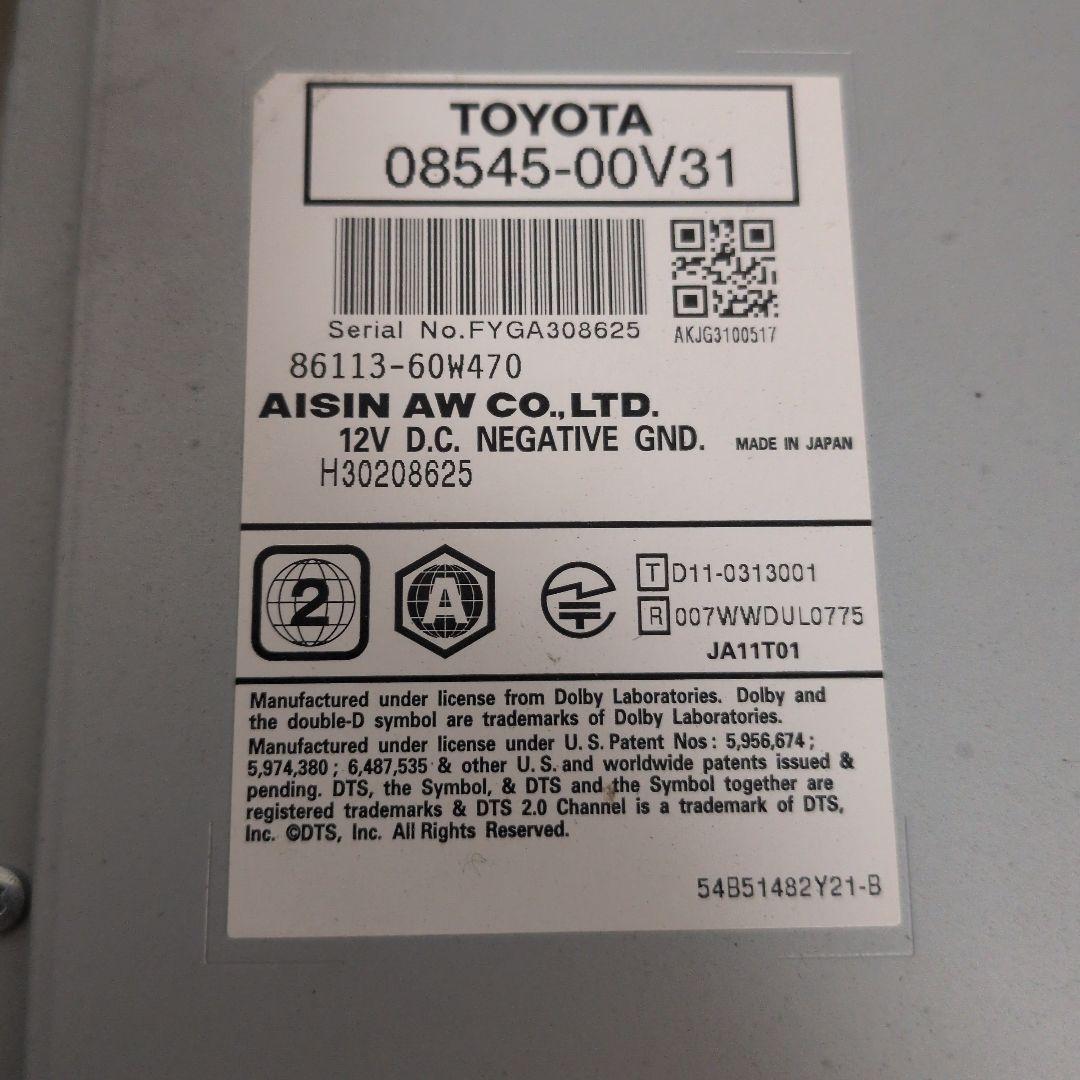 TOYOTA
08545-00V31
Serial No.FYGA308625
AKJG3100517
86113-60W470
AISIN AW CO.,LTD.
12V D.C. NEGATIVE GND. MADE IN JAPAN
H30208625
2
A
T D11-0313001
R 007WWDUL0775
JA11T01
Manufactured under license from Dolby Laboratories. Dolby and
the double-D symbol are trademarks of Dolby Laboratories.
Manufactured under license under U.S. Patent Nos: 5,956,674;
5,974,380; 6,487,535 & other U.S. and worldwide patents issued &
pending. DTS, the Symbol, & DTS and the Symbol together are
registered trademarks & DTS 2.0 Channel is a trademark of DTS,
Inc. ©DTS, Inc. All Rights Reserved.
54B51482Y21-B